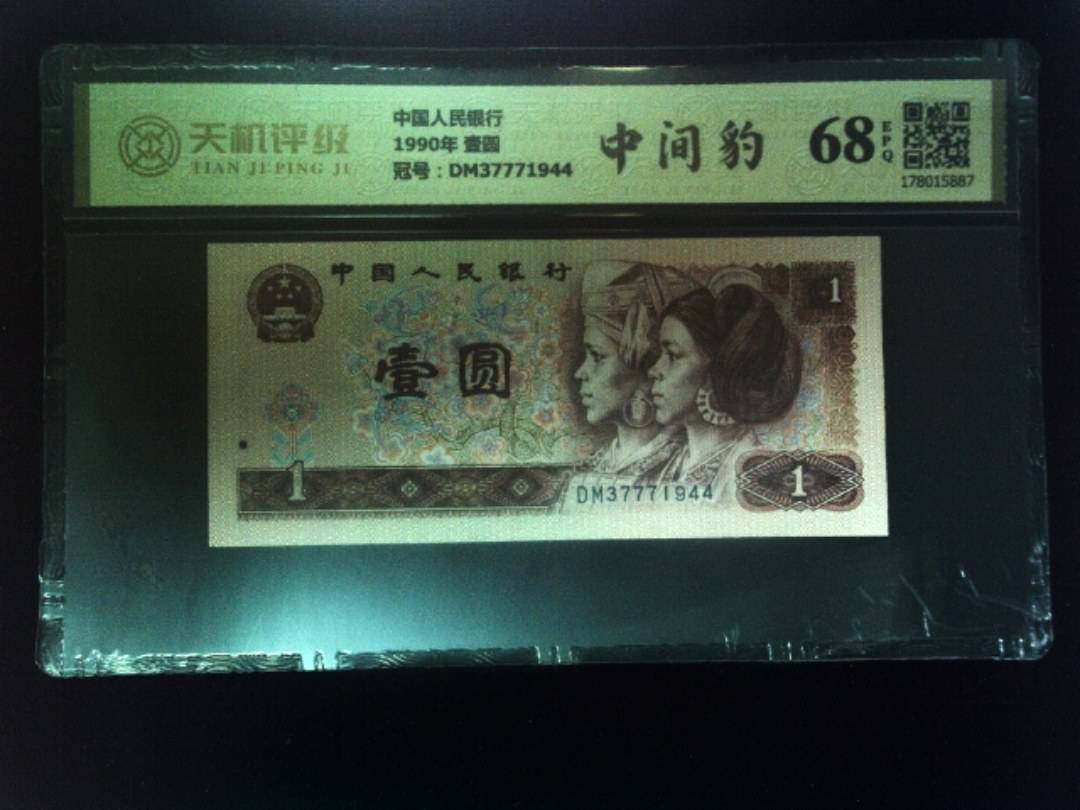 天机评级
TIAN JI PING JI
中国人民银行
1990年 壹圆
冠号：DM37771944
中间豹
68
EPQ
178015887
中国人民银行
1
壹圆
1
DM37771944
1